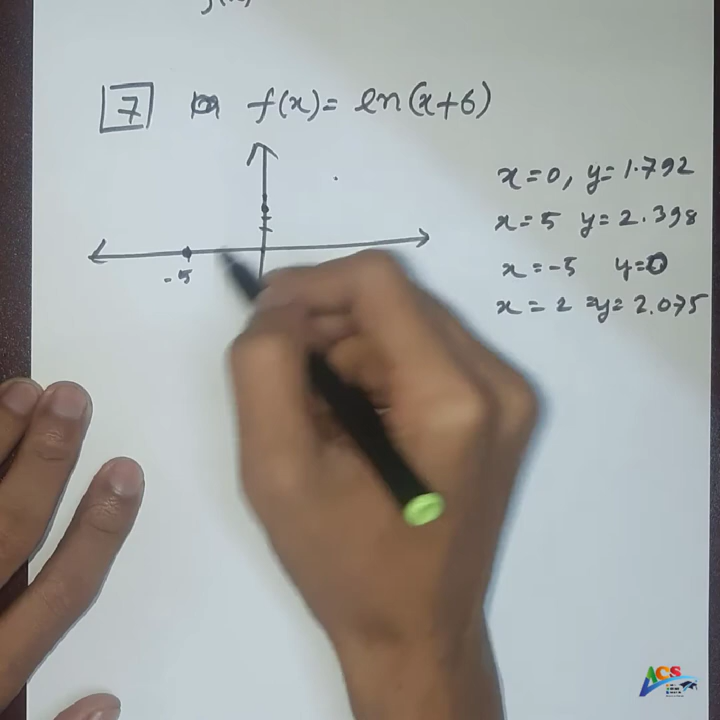 7 f(x) = ln(x+6)
x=0, y=1.792
x=5 y=2.398
x=-5 y=0
x=2 y=2.075
-5
ACS